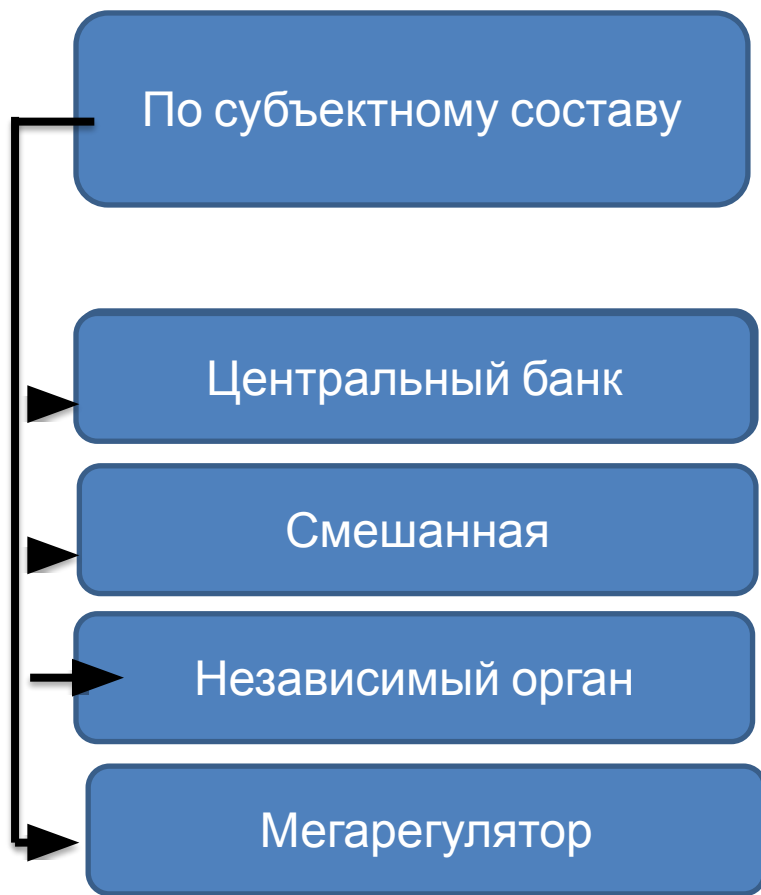 По субъектному составу
Центральный банк
Смешанная
Независимый орган
Мегарегулятор